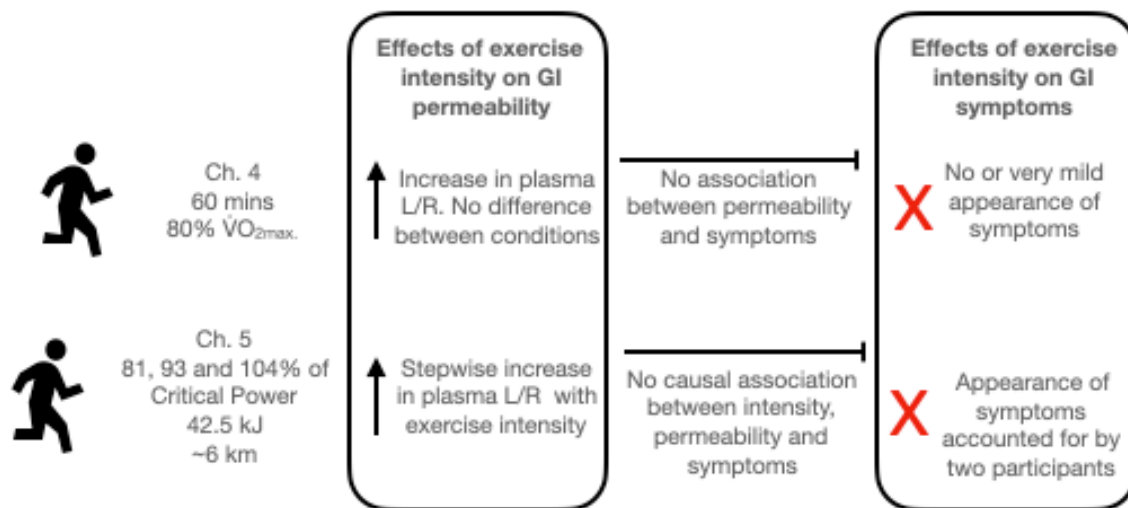 Effects of exercise
intensity on GI
permeability
Effects of exercise
intensity on GI
symptoms
Ch. 4
60 mins
80% V̇O₂max.
Increase in plasma
L/R. No difference
between conditions
No association
between permeability
and symptoms
X
No or very mild
appearance of
symptoms
Ch. 5
81, 93 and 104% of
Critical Power
42.5 kJ
~6 km
Stepwise increase
in plasma L/R with
exercise intensity
No causal association
between intensity,
permeability and
symptoms
X
Appearance of
symptoms
accounted for by
two participants